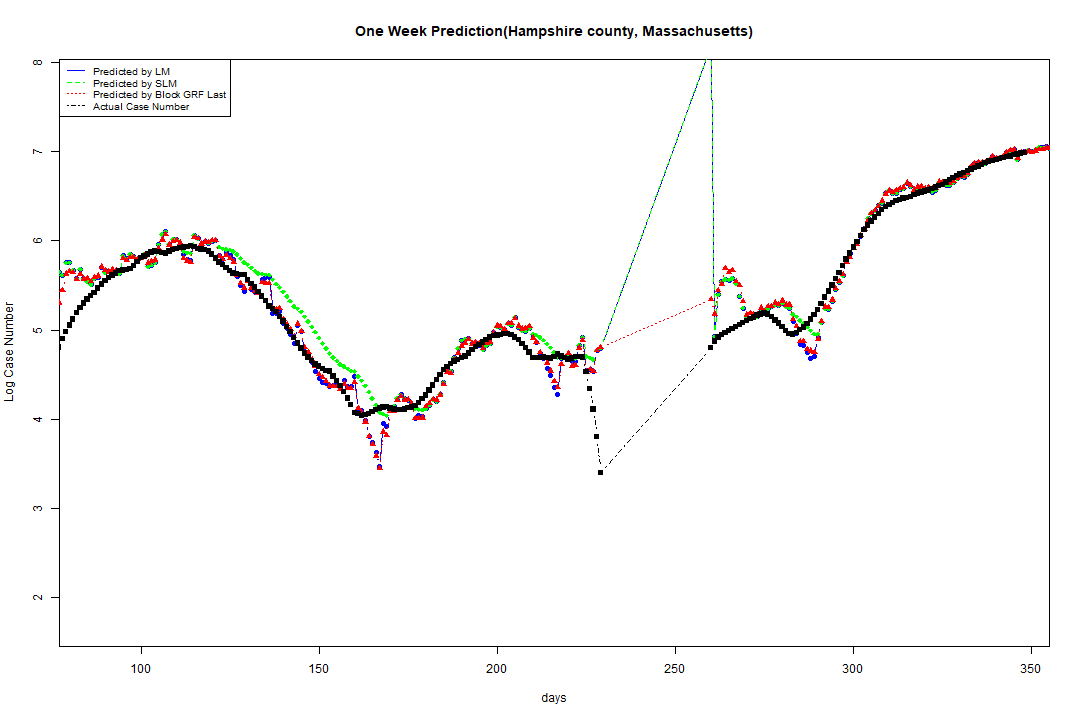 One Week Prediction(Hampshire county, Massachusetts)
Predicted by LM
Predicted by SLM
Predicted by Block GRF Last
Actual Case Number
8
7
6
5
4
3
2
Log Case Number
100 150 200 250 300 350
days